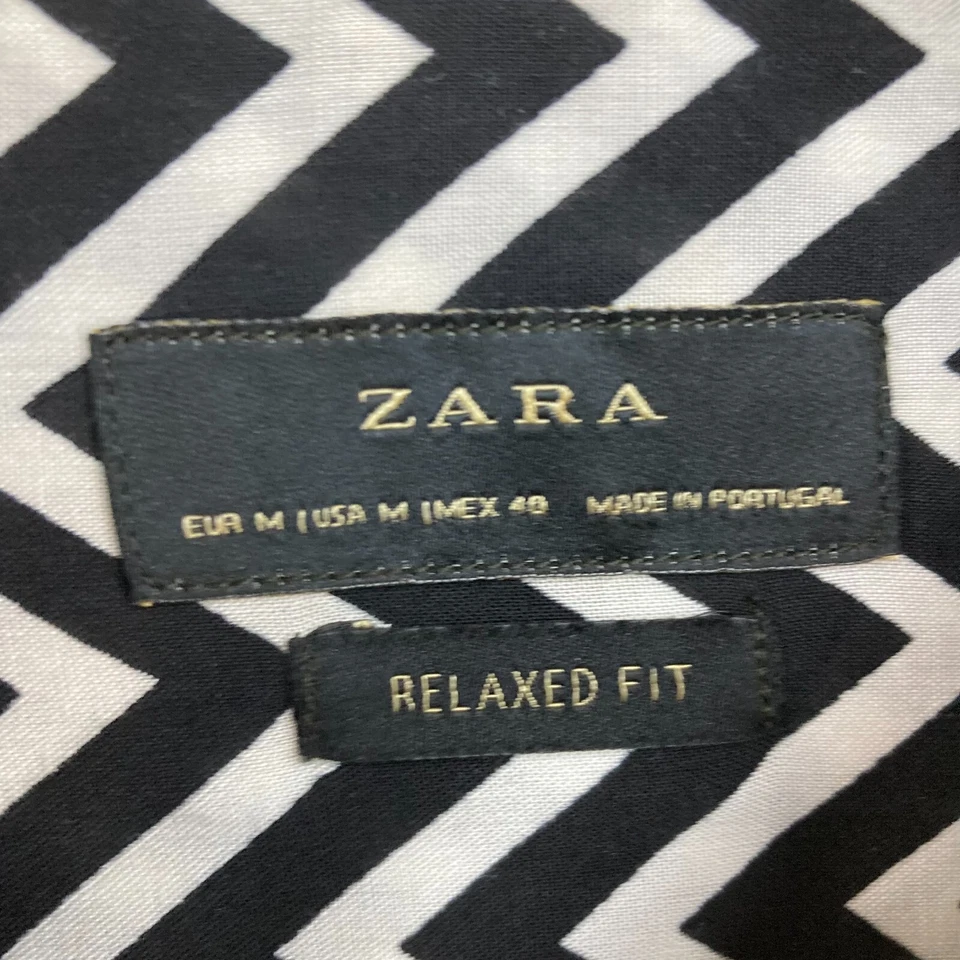 ZARA
EUR M | USA M | MEX 40 MADE IN PORTUGAL
RELAXED FIT